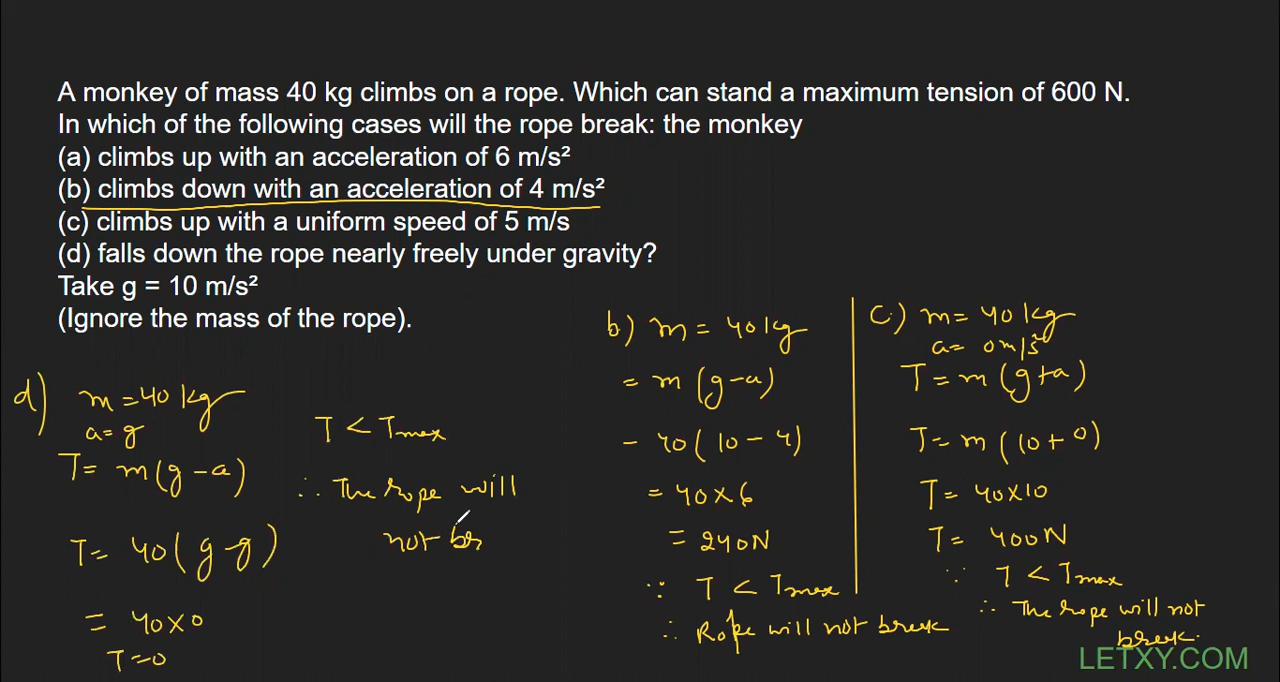 A monkey of mass 40 kg climbs on a rope. Which can stand a maximum tension of 600 N.
In which of the following cases will the rope break: the monkey
(a) climbs up with an acceleration of 6 m/s²
(b) climbs down with an acceleration of 4 m/s²
(c) climbs up with a uniform speed of 5 m/s
(d) falls down the rope nearly freely under gravity?
Take g = 10 m/s²
(Ignore the mass of the rope).
d) m = 40 kg
a = g
T = m(g - a)
T = 40(g - g)
= 40 x 0
T = 0
T < Tmax
∴ The rope will
not br
b) m = 40 kg
= m (g - a)
- 40 (10 - 4)
= 40 x 6
= 240 N
∵ T < Tmax
∴ Rope will not break
c.) m = 40 kg
a = 0 m/s²
T = m (g + a)
T = m (10 + 0)
T = 40 x 10
T = 400 N
∵ T < Tmax
∴ The rope will not
break.
LETXY.COM